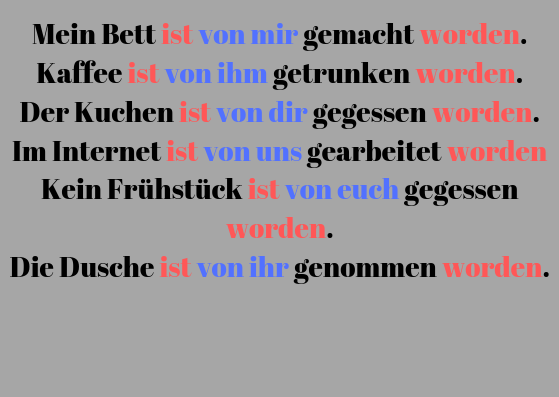 Mein Bett ist von mir gemacht worden.
Kaffee ist von ihm getrunken worden.
Der Kuchen ist von dir gegessen worden.
Im Internet ist von uns gearbeitet worden
Kein Frühstück ist von euch gegessen
worden.
Die Dusche ist von ihr genommen worden.